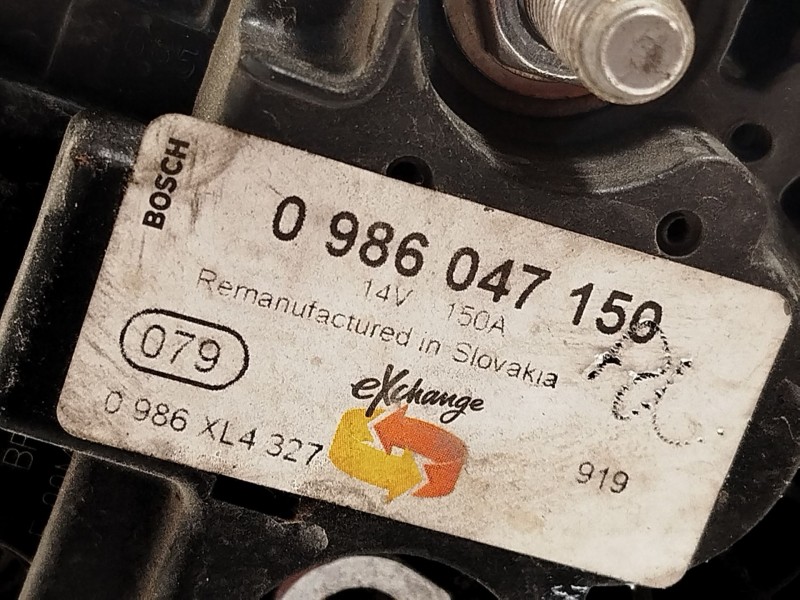 BOSCH
0 986 047 150
14V 150A
Remanufactured in Slovakia
079
eXchange
0 986 XL4 327
919